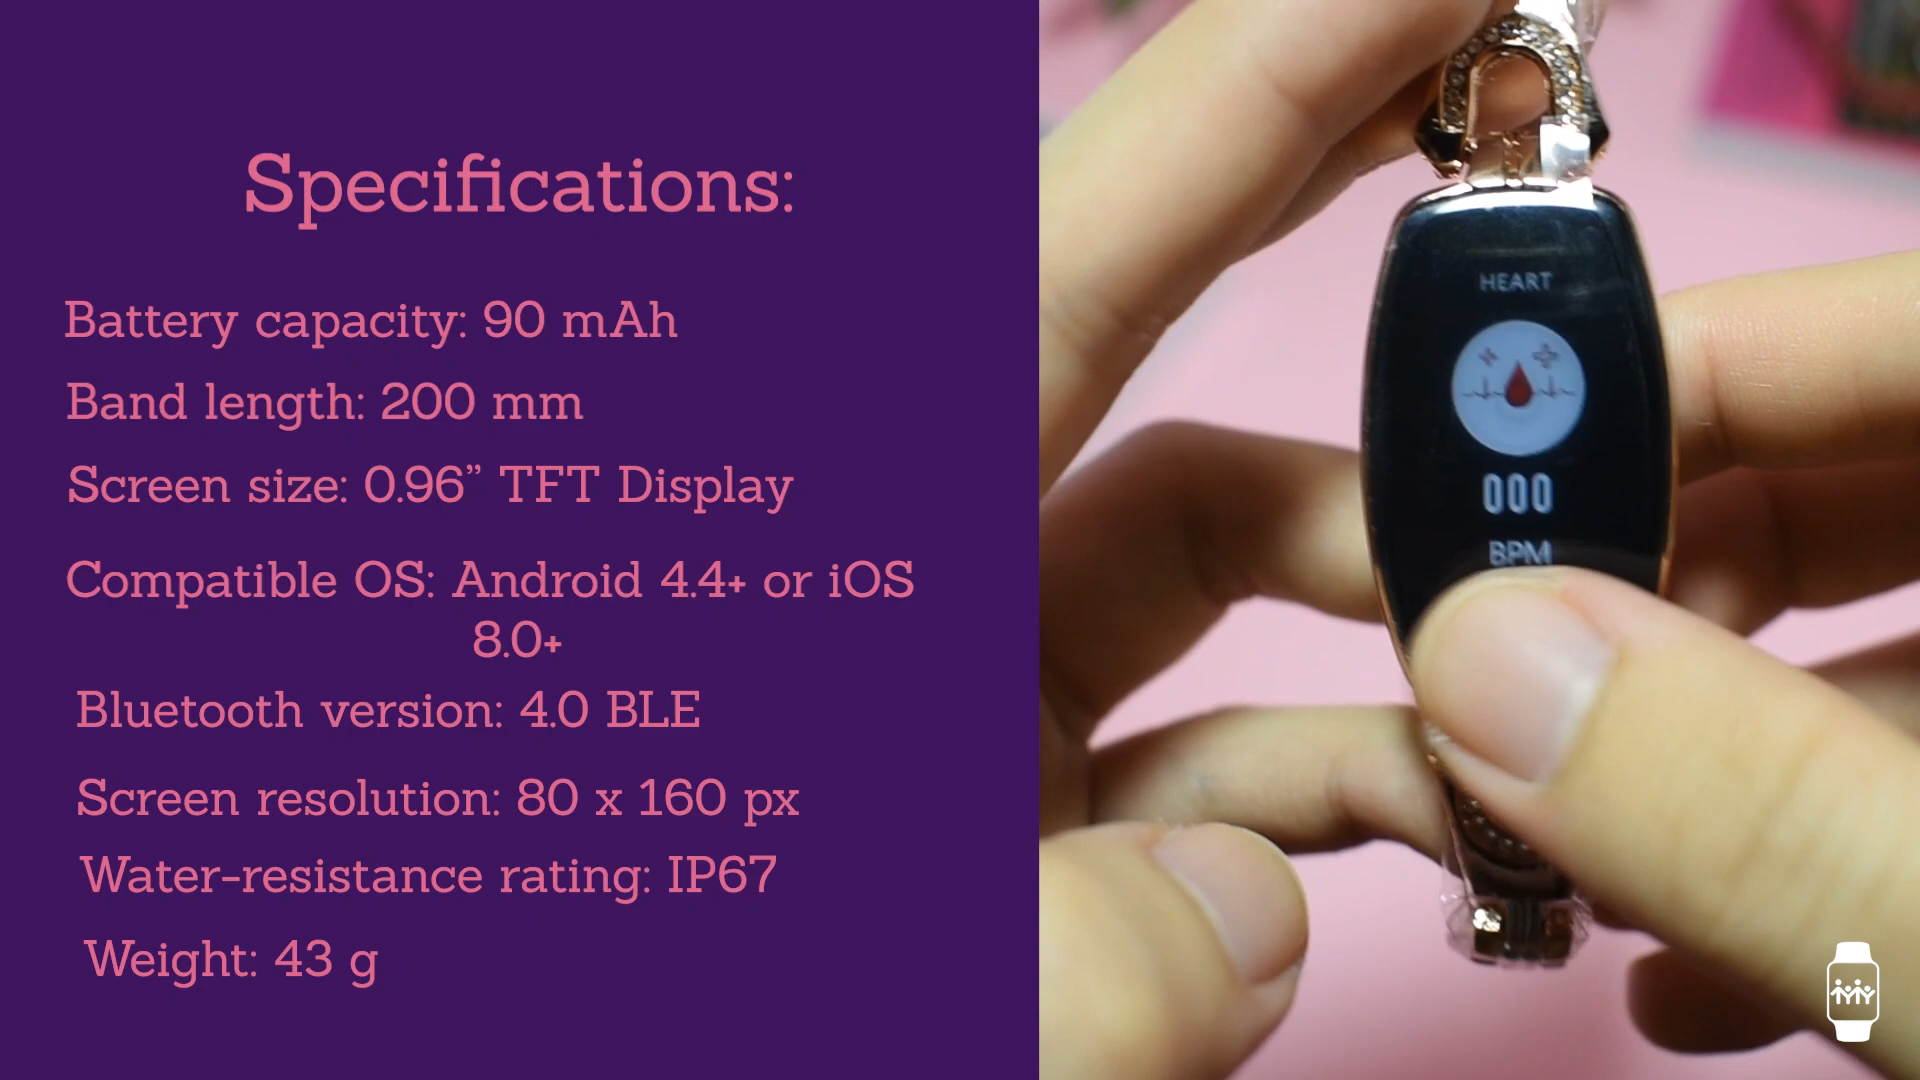 Specifications:
Battery capacity: 90 mAh
Band length: 200 mm
Screen size: 0.96” TFT Display
Compatible OS: Android 4.4+ or iOS
8.0+
Bluetooth version: 4.0 BLE
Screen resolution: 80 x 160 px
Water-resistance rating: IP67
Weight: 43 g
HEART
000
BPM